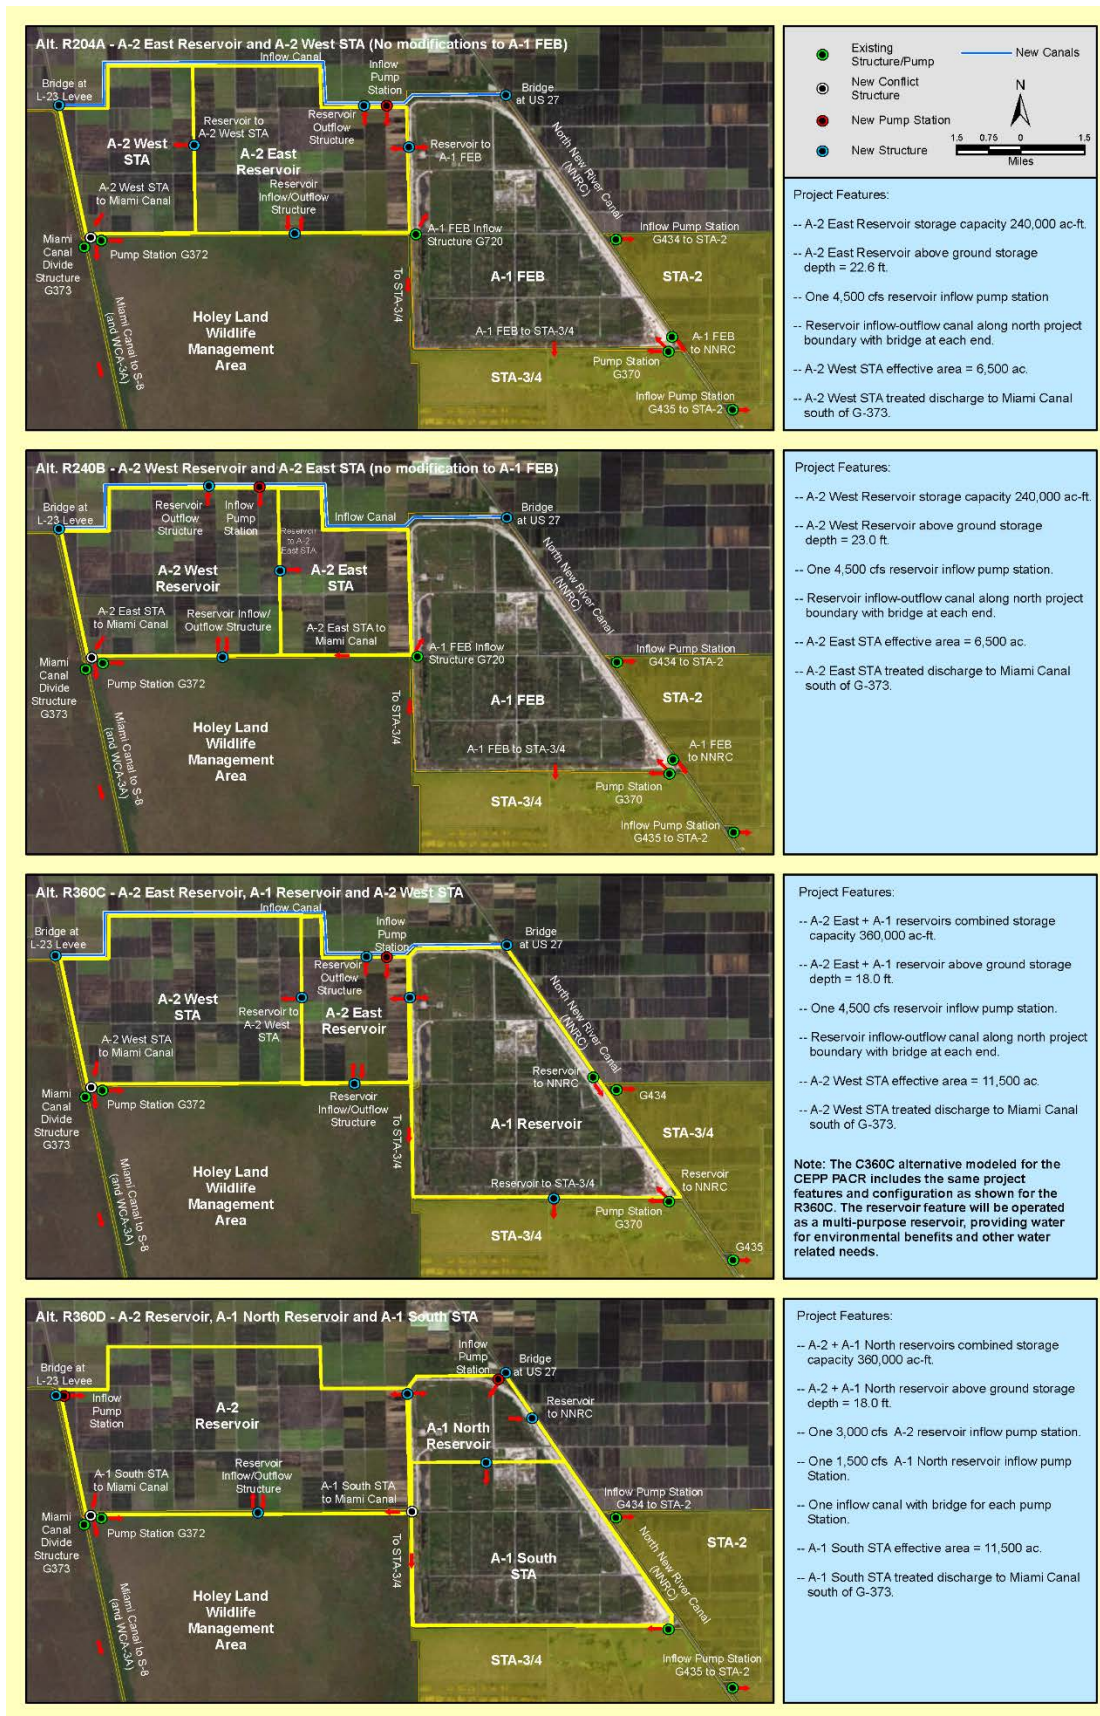 Alt. R204A - A-2 East Reservoir and A-2 West STA (No modifications to A-1 FEB)
Inflow Canal
Bridge at
L-23 Levee
Inflow
Pump
Station
Bridge
at US 27
Reservoir
Outflow
Structure
Reservoir to
A-2 West STA
A-2 West
STA
A-2 East
Reservoir
Reservoir to
A-1 FEB
North New River Canal
(NNRC)
A-2 West STA
to Miami Canal
Reservoir
Inflow/Outflow
Structure
Miami
Canal
Divide
Structure
G373
Pump Station G372
A-1 FEB Inflow
Structure G720
Inflow Pump Station
G434 to STA-2
To STA-3/4
A-1 FEB
STA-2
Miami Canal to S-8
(and WCA-3A)
Holey Land
Wildlife
Management
Area
A-1 FEB to STA-3/4
A-1 FEB
to NNRC
Pump Station
G370
STA-3/4
Inflow Pump Station
G435 to STA-2
Existing
Structure/Pump
New Canals
New Conflict
Structure
N
New Pump Station
New Structure
1.5 0.75 0 1.5
Miles
Project Features:
-- A-2 East Reservoir storage capacity 240,000 ac-ft.
-- A-2 East Reservoir above ground storage
depth = 22.6 ft.
-- One 4,500 cfs reservoir inflow pump station
-- Reservoir inflow-outflow canal along north project
boundary with bridge at each end.
-- A-2 West STA effective area = 6,500 ac.
-- A-2 West STA treated discharge to Miami Canal
south of G-373.
Alt. R240B - A-2 West Reservoir and A-2 East STA (no modification to A-1 FEB)
Bridge at
L-23 Levee
Reservoir
Outflow
Structure
Inflow
Pump
Station
Inflow Canal
Bridge
at US 27
Reservoir
to A-2
East STA
A-2 West
Reservoir
A-2 East
STA
North New River Canal
(NNRC)
A-2 East STA
to Miami Canal
Reservoir Inflow/
Outflow Structure
A-2 East STA to
Miami Canal
Miami
Canal
Divide
Structure
G373
Pump Station G372
A-1 FEB Inflow
Structure G720
Inflow Pump Station
G434 to STA-2
To STA-3/4
A-1 FEB
STA-2
Miami Canal to S-8
(and WCA-3A)
Holey Land
Wildlife
Management
Area
A-1 FEB to STA-3/4
A-1 FEB
to NNRC
Pump Station
G370
STA-3/4
Inflow Pump Station
G435 to STA-2
Project Features:
-- A-2 West Reservoir storage capacity 240,000 ac-ft.
-- A-2 West Reservoir above ground storage
depth = 23.0 ft.
-- One 4,500 cfs reservoir inflow pump station.
-- Reservoir inflow-outflow canal along north project
boundary with bridge at each end.
-- A-2 East STA effective area = 6,500 ac.
-- A-2 East STA treated discharge to Miami Canal
south of G-373.
Alt. R360C - A-2 East Reservoir, A-1 Reservoir and A-2 West STA
Inflow Canal
Bridge at
L-23 Levee
Inflow
Pump
Station
Bridge
at US 27
Reservoir
Outflow
Structure
A-2 West
STA
Reservoir to
A-2 West
STA
A-2 East
Reservoir
North New River Canal
(NNRC)
A-2 West STA
to Miami Canal
Reservoir
to NNRC
Miami
Canal
Divide
Structure
G373
Pump Station G372
Reservoir
Inflow/Outflow
Structure
G434
To STA-3/4
A-1 Reservoir
STA-3/4
Miami Canal to S-8
(and WCA-3A)
Holey Land
Wildlife
Management
Area
Reservoir to STA-3/4
Reservoir
to NNRC
Pump Station
G370
STA-3/4
G435
Project Features:
-- A-2 East + A-1 reservoirs combined storage
capacity 360,000 ac-ft.
-- A-2 East + A-1 reservoir above ground storage
depth = 18.0 ft.
-- One 4,500 cfs reservoir inflow pump station.
-- Reservoir inflow-outflow canal along north project
boundary with bridge at each end.
-- A-2 West STA effective area = 11,500 ac.
-- A-2 West STA treated discharge to Miami Canal
south of G-373.
Note: The C360C alternative modeled for the
CEPP PACR includes the same project
features and configuration as shown for the
R360C. The reservoir feature will be operated
as a multi-purpose reservoir, providing water
for environmental benefits and other water
related needs.
Alt. R360D - A-2 Reservoir, A-1 North Reservoir and A-1 South STA
Bridge at
L-23 Levee
Inflow
Pump
Station
Inflow
Pump
Station
Bridge
at US 27
A-2
Reservoir
Reservoir
to NNRC
A-1 North
Reservoir
A-1 South STA
to Miami Canal
Reservoir
Inflow/Outflow
Structure
A-1 South STA
to Miami Canal
Miami
Canal
Divide
Structure
G373
Pump Station G372
Inflow Pump Station
G434 to STA-2
To STA-3/4
A-1 South
STA
North New River Canal
(NNRC)
STA-2
Miami Canal to S-8
(and WCA-3A)
Holey Land
Wildlife
Management
Area
STA-3/4
Inflow Pump Station
G435 to STA-2
Project Features:
-- A-2 + A-1 North reservoirs combined storage
capacity 360,000 ac-ft.
-- A-2 + A-1 North reservoir above ground storage
depth = 18.0 ft.
-- One 3,000 cfs A-2 reservoir inflow pump station.
-- One 1,500 cfs A-1 North reservoir inflow pump
Station.
-- One inflow canal with bridge for each pump
Station.
-- A-1 South STA effective area = 11,500 ac.
-- A-1 South STA treated discharge to Miami Canal
south of G-373.